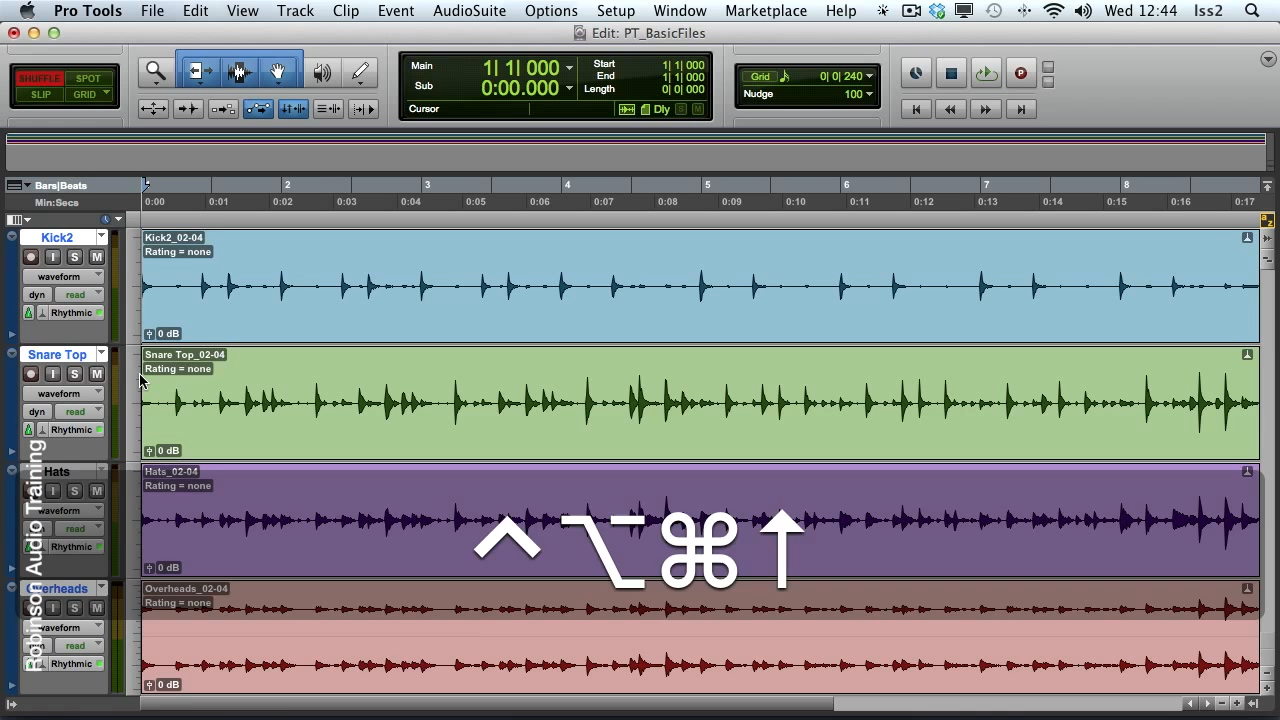 Pro Tools File Edit View Track Clip Event AudioSuite Options Setup Window Marketplace Help Wed 12:44 Iss2
Edit: PT_BasicFiles
SHUFFLE SPOT
SLIP GRID
Main 1| 1| 000
Sub 0:00.000
Cursor
Start 1| 1| 000
End 1| 1| 000
Length 0| 0| 000
Dly S M
Grid 0| 0| 240
Nudge 100
P
Bars|Beats 2 3 4 5 6 7 8
Min:Secs 0:00 0:01 0:02 0:03 0:04 0:05 0:06 0:07 0:08 0:09 0:10 0:11 0:12 0:13 0:14 0:15 0:16 0:17
a z
Kick2
I S M
waveform
dyn read
Rhythmic
Kick2_02-04
Rating = none
0 dB
Snare Top
I S M
waveform
dyn read
Rhythmic
Snare Top_02-04
Rating = none
0 dB
Hats
I S M
waveform
read
Rhythmic
Hats_02-04
Rating = none
0 dB
Overheads
I S M
waveform
read
Rhythmic
Overheads_02-04
Rating = none
0 dB
⌃⌥⌘↑
Robinson Audio Training